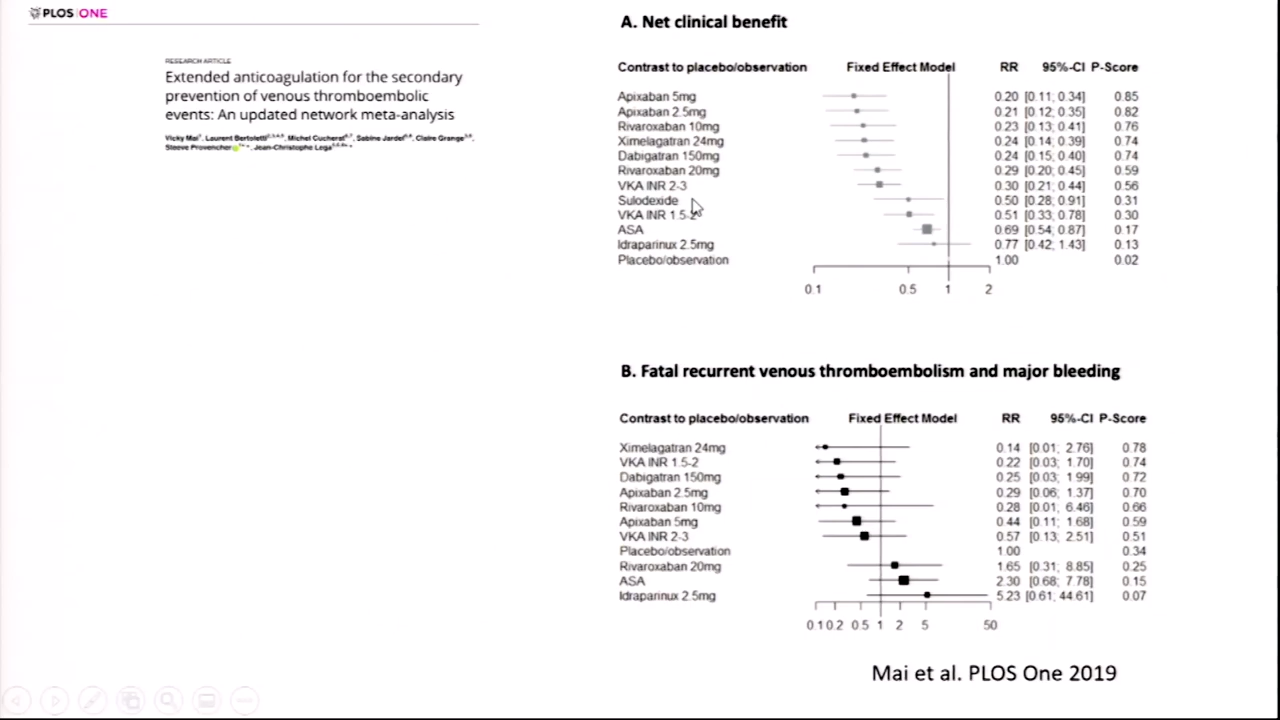 PLOS ONE
RESEARCH ARTICLE
Extended anticoagulation for the secondary
prevention of venous thromboembolic
events: An updated network meta-analysis
Vicky Mai, Laurent Bertoletti, Michel Cucherat, Sabine Jardel, Claire Grange,
Steeve Provencher, Jean-Christophe Lega
A. Net clinical benefit
Contrast to placebo/observation Fixed Effect Model RR 95%-CI P-Score
Apixaban 5mg 0.20 [0.11; 0.34] 0.85
Apixaban 2.5mg 0.21 [0.12; 0.35] 0.82
Rivaroxaban 10mg 0.23 [0.13; 0.41] 0.76
Ximelagatran 24mg 0.24 [0.14; 0.39] 0.74
Dabigatran 150mg 0.24 [0.15; 0.40] 0.74
Rivaroxaban 20mg 0.29 [0.20; 0.45] 0.59
VKA INR 2-3 0.30 [0.21; 0.44] 0.56
Sulodexide 0.50 [0.28; 0.91] 0.31
VKA INR 1.5-2 0.51 [0.33; 0.78] 0.30
ASA 0.69 [0.54; 0.87] 0.17
Idraparinux 2.5mg 0.77 [0.42; 1.43] 0.13
Placebo/observation 1.00 0.02
0.1 0.5 1 2
B. Fatal recurrent venous thromboembolism and major bleeding
Contrast to placebo/observation Fixed Effect Model RR 95%-CI P-Score
Ximelagatran 24mg 0.14 [0.01; 2.76] 0.78
VKA INR 1.5-2 0.22 [0.03; 1.70] 0.74
Dabigatran 150mg 0.25 [0.03; 1.99] 0.72
Apixaban 2.5mg 0.29 [0.06; 1.37] 0.70
Rivaroxaban 10mg 0.28 [0.01; 6.46] 0.66
Apixaban 5mg 0.44 [0.11; 1.68] 0.59
VKA INR 2-3 0.57 [0.13; 2.51] 0.51
Placebo/observation 1.00 0.34
Rivaroxaban 20mg 1.65 [0.31; 8.85] 0.25
ASA 2.30 [0.68; 7.78] 0.15
Idraparinux 2.5mg 5.23 [0.61; 44.61] 0.07
0.1 0.2 0.5 1 2 5 50
Mai et al. PLOS One 2019